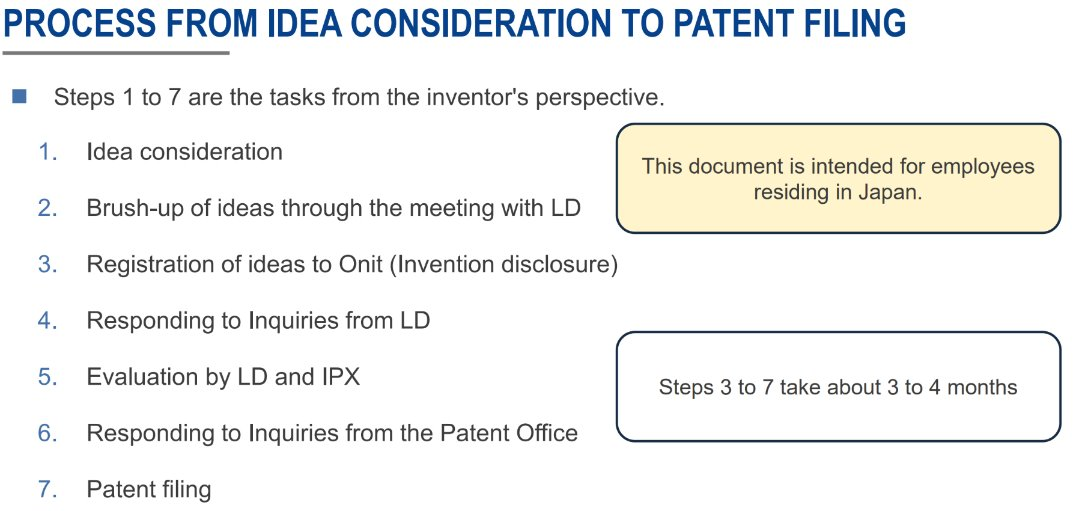 PROCESS FROM IDEA CONSIDERATION TO PATENT FILING
Steps 1 to 7 are the tasks from the inventor's perspective.
1. Idea consideration
2. Brush-up of ideas through the meeting with LD
3. Registration of ideas to Onit (Invention disclosure)
4. Responding to Inquiries from LD
5. Evaluation by LD and IPX
6. Responding to Inquiries from the Patent Office
7. Patent filing
This document is intended for employees
residing in Japan.
Steps 3 to 7 take about 3 to 4 months